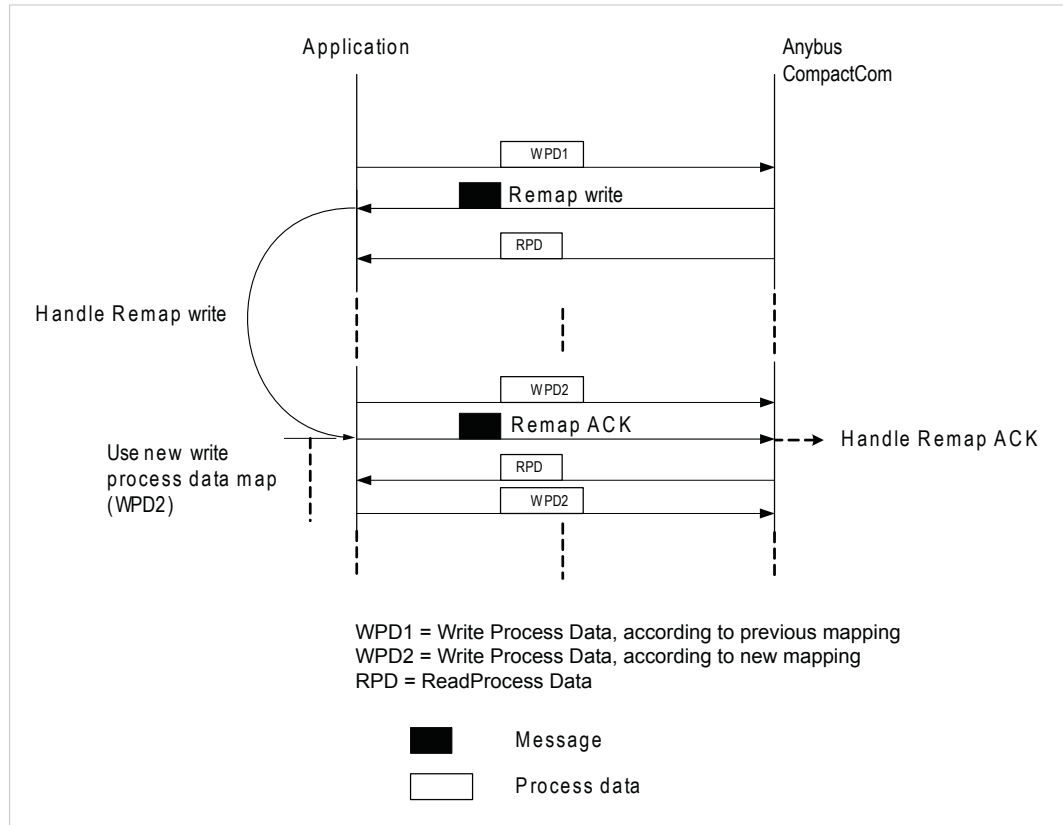 Application
Anybus
CompactCom
WPD1
Remap write
RPD
Handle Remap write
WPD2
Remap ACK
Handle Remap ACK
Use new write
process data map
(WPD2)
RPD
WPD2
WPD1 = Write Process Data, according to previous mapping
WPD2 = Write Process Data, according to new mapping
RPD = ReadProcess Data
Message
Process data